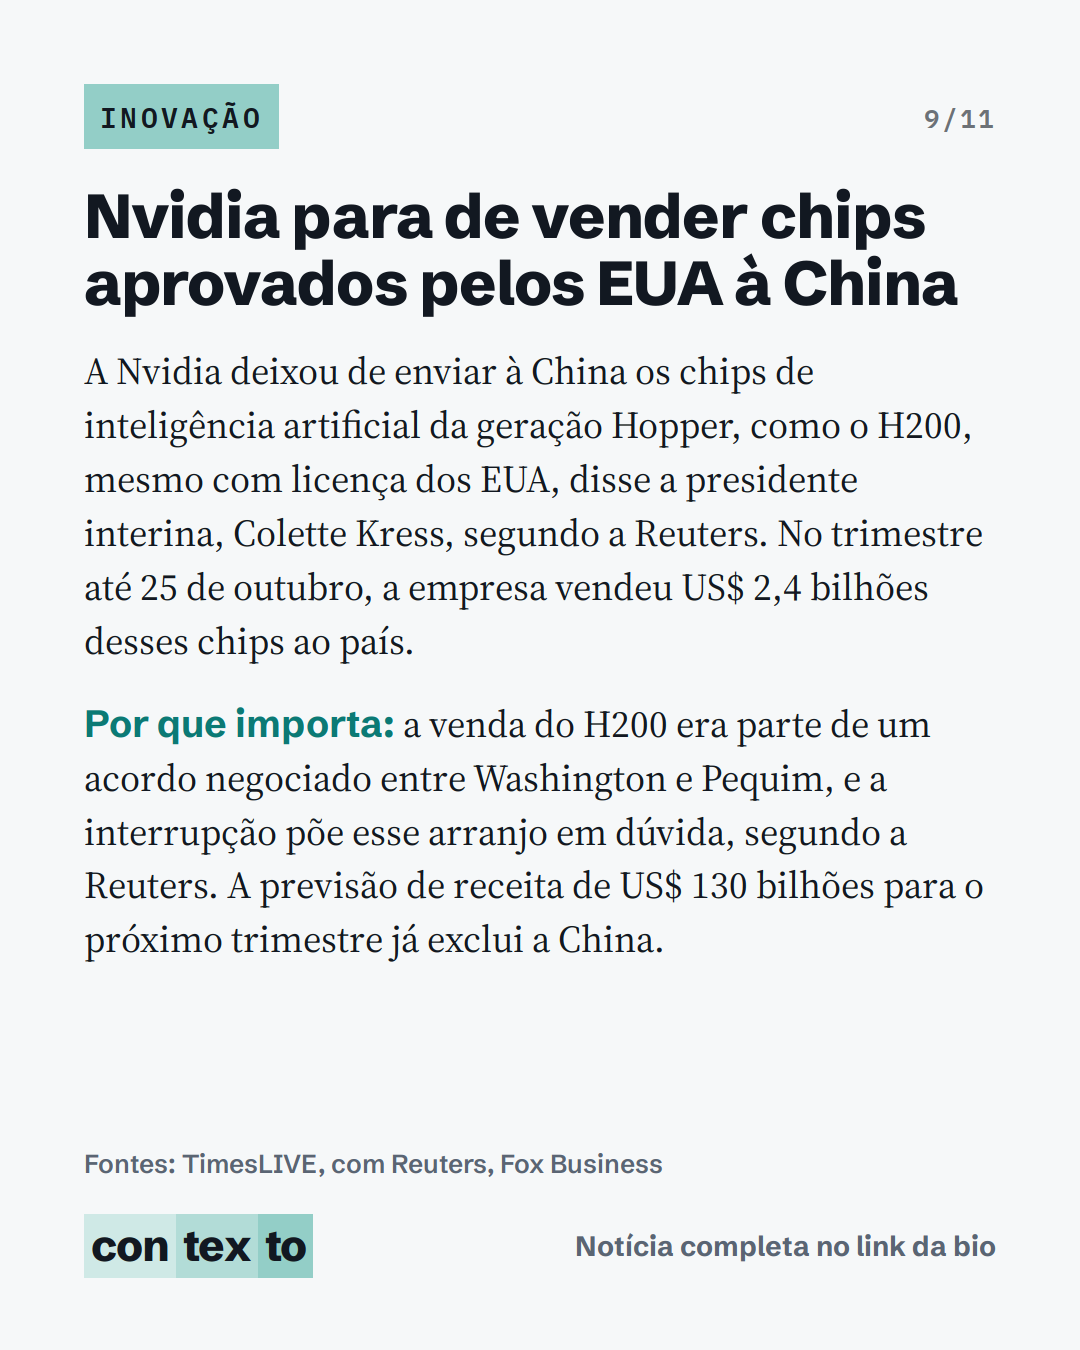 INOVAÇÃO
9/11
Nvidia para de vender chips
aprovados pelos EUA à China
A Nvidia deixou de enviar à China os chips de
inteligência artificial da geração Hopper, como o H200,
mesmo com licença dos EUA, disse a presidente
interina, Colette Kress, segundo a Reuters. No trimestre
até 25 de outubro, a empresa vendeu US$ 2,4 bilhões
desses chips ao país.
Por que importa: a venda do H200 era parte de um
acordo negociado entre Washington e Pequim, e a
interrupção põe esse arranjo em dúvida, segundo a
Reuters. A previsão de receita de US$ 130 bilhões para o
próximo trimestre já exclui a China.
Fontes: TimesLIVE, com Reuters, Fox Business
con tex to
Notícia completa no link da bio